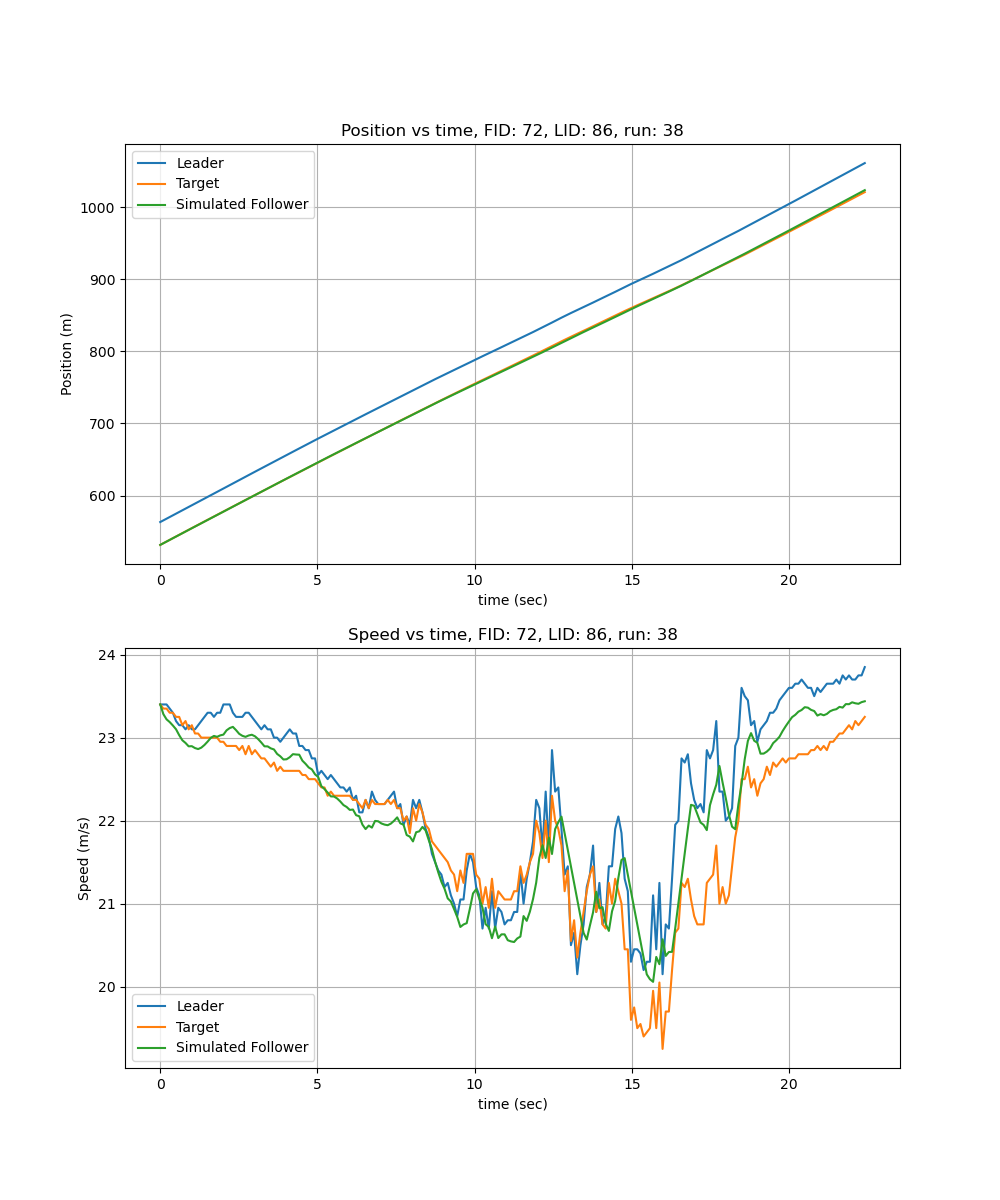 Position vs time, FID: 72, LID: 86, run: 38
Leader
Target
Simulated Follower
Position (m)
1000
900
800
700
600
0 5 10 15 20
time (sec)
Speed vs time, FID: 72, LID: 86, run: 38
Speed (m/s)
24
23
22
21
20
Leader
Target
Simulated Follower
0 5 10 15 20
time (sec)